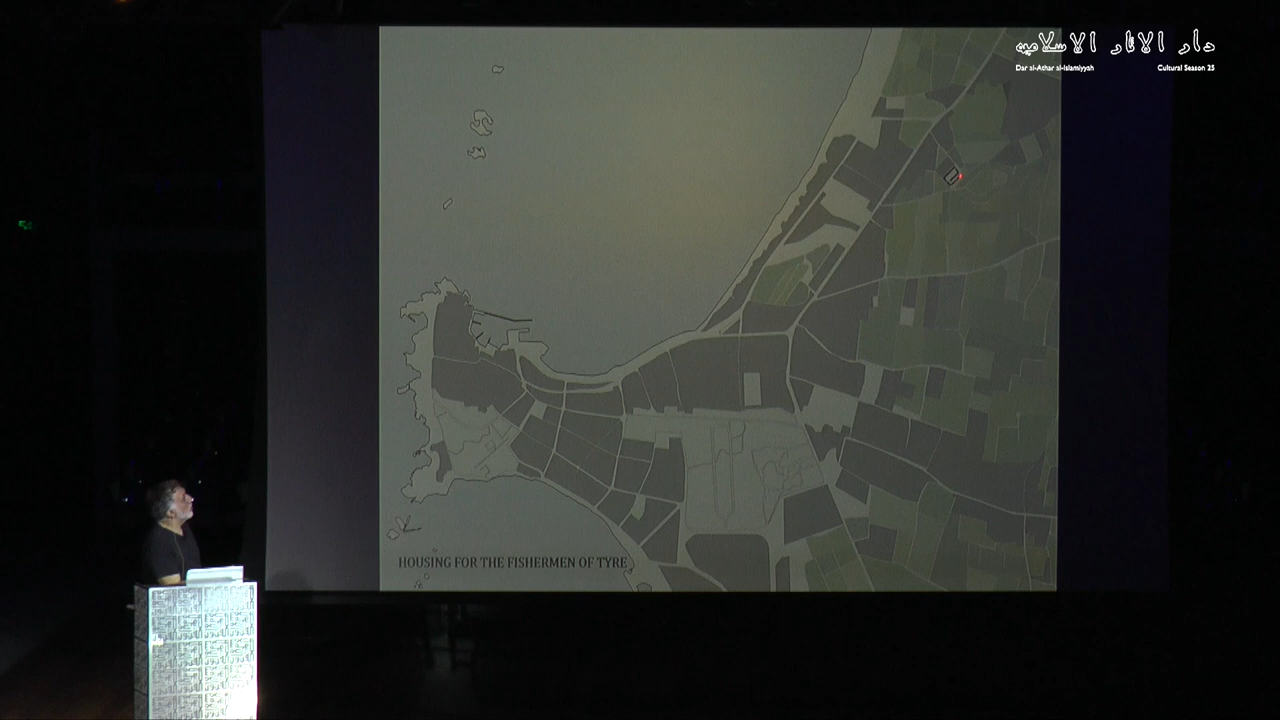 دار الآثار الإسلامية
Dar al-Athar al-Islamiyyah Cultural Season 25
HOUSING FOR THE FISHERMEN OF TYRE